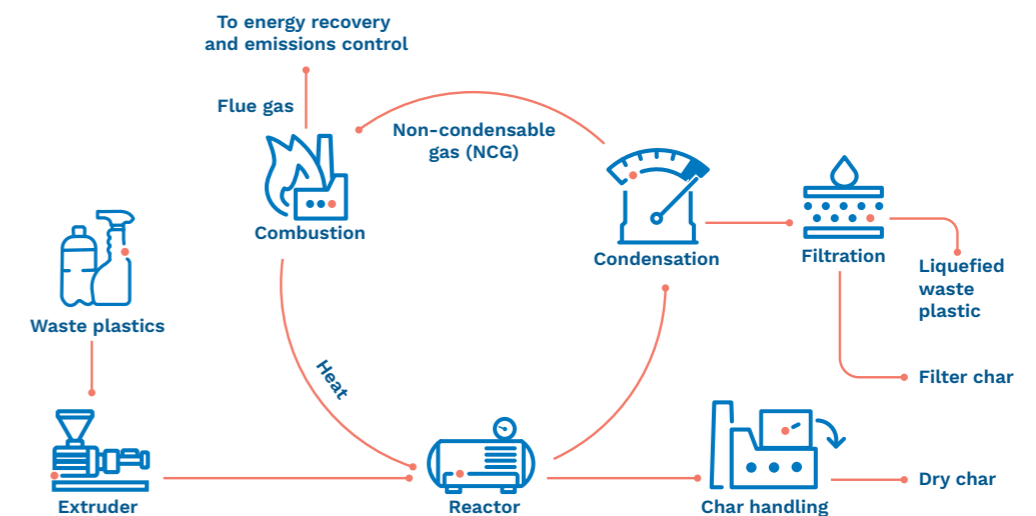 To energy recovery
and emissions control
Flue gas
Non-condensable
gas (NCG)
Combustion
Condensation
Filtration
Liquefied
waste
plastic
Waste plastics
Heat
Filter char
Extruder
Reactor
Char handling
Dry char